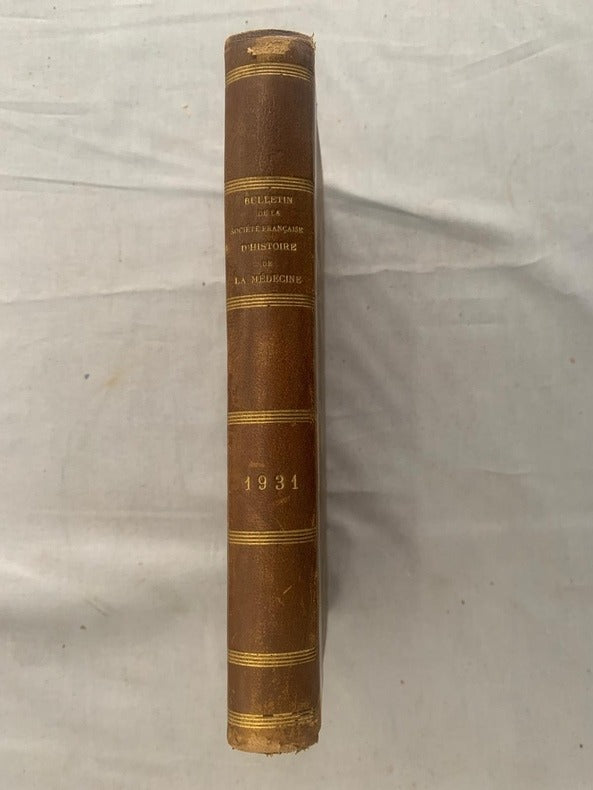 BULLETIN
DE LA
SOCIÉTÉ FRANÇAISE
D'HISTOIRE
DE
LA MÉDECINE
1931